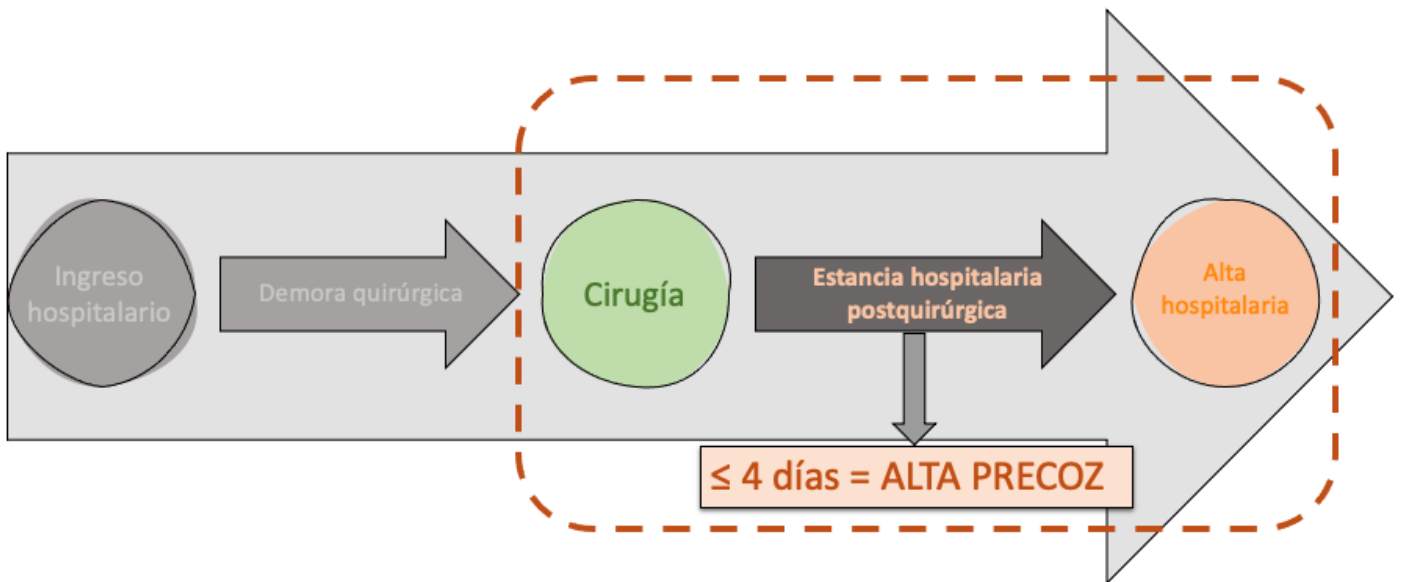 Ingreso
hospitalario
Demora quirúrgica
Cirugía
Estancia hospitalaria
postquirúrgica
Alta
hospitalaria
≤ 4 días = ALTA PRECOZ